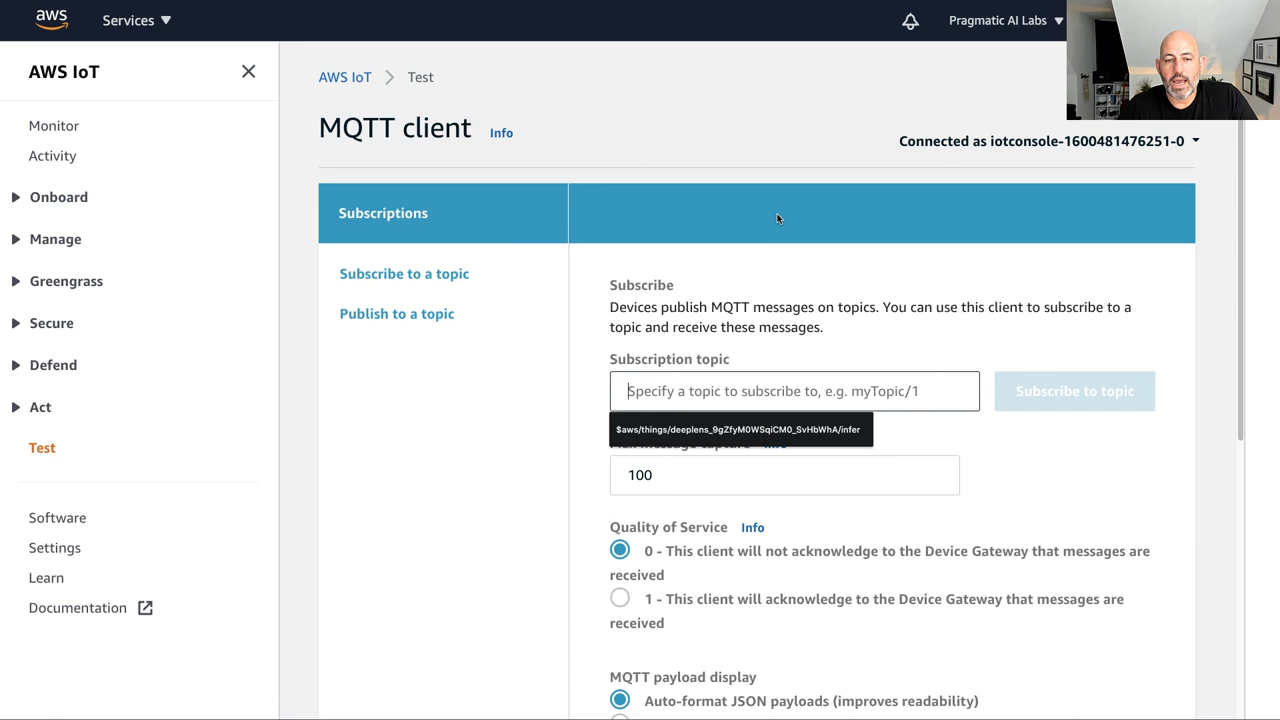 aws
Services
Pragmatic AI Labs
AWS IoT
Monitor
Activity
Onboard
Manage
Greengrass
Secure
Defend
Act
Test
Software
Settings
Learn
Documentation
AWS IoT > Test
MQTT client Info
Connected as iotconsole-1600481476251-0
Subscriptions
Subscribe to a topic
Publish to a topic
Subscribe
Devices publish MQTT messages on topics. You can use this client to subscribe to a
topic and receive these messages.
Subscription topic
Specify a topic to subscribe to, e.g. myTopic/1
Subscribe to topic
$aws/things/deeplens_9gZfyM0WSqiCM0_SvHbWhA/infer
100
Quality of Service Info
0 - This client will not acknowledge to the Device Gateway that messages are
received
1 - This client will acknowledge to the Device Gateway that messages are
received
MQTT payload display
Auto-format JSON payloads (improves readability)